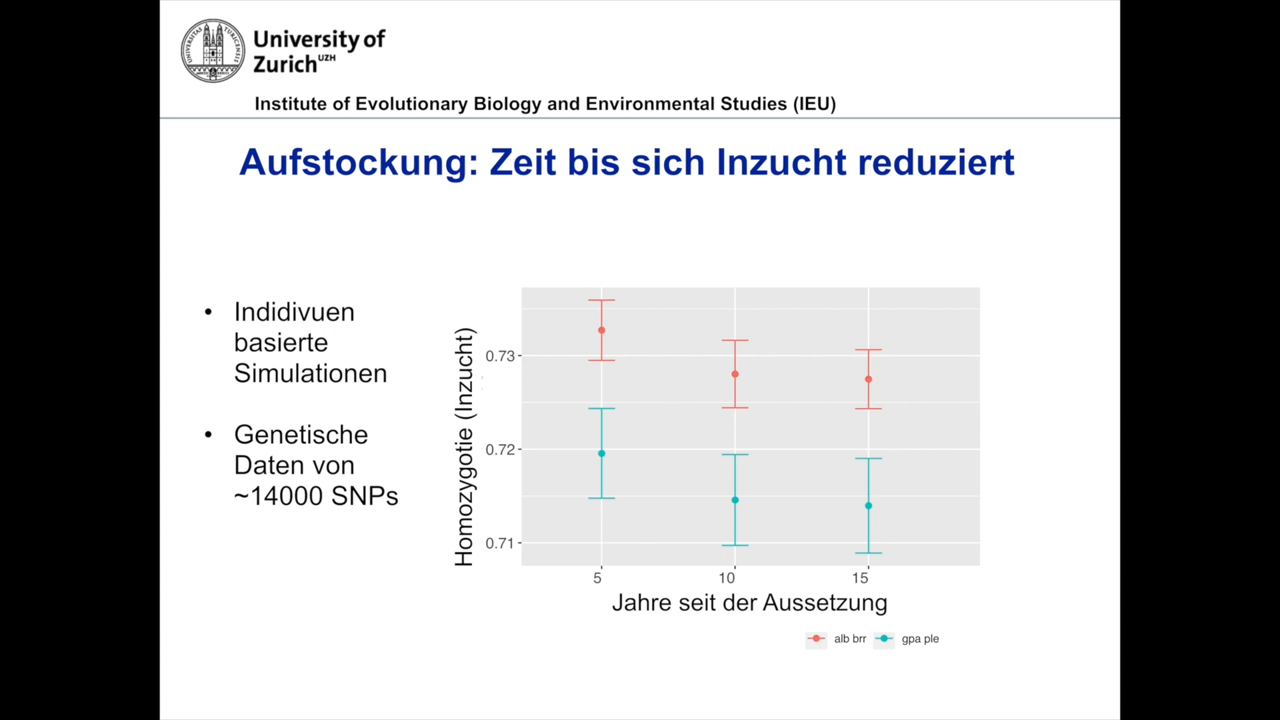 University of
Zurich UZH
Institute of Evolutionary Biology and Environmental Studies (IEU)
Aufstockung: Zeit bis sich Inzucht reduziert
• Indidivuen
basierte
Simulationen
• Genetische
Daten von
~14000 SNPs
Homozygotie (Inzucht)
0.73
0.72
0.71
5 10 15
Jahre seit der Aussetzung
alb brr gpa ple